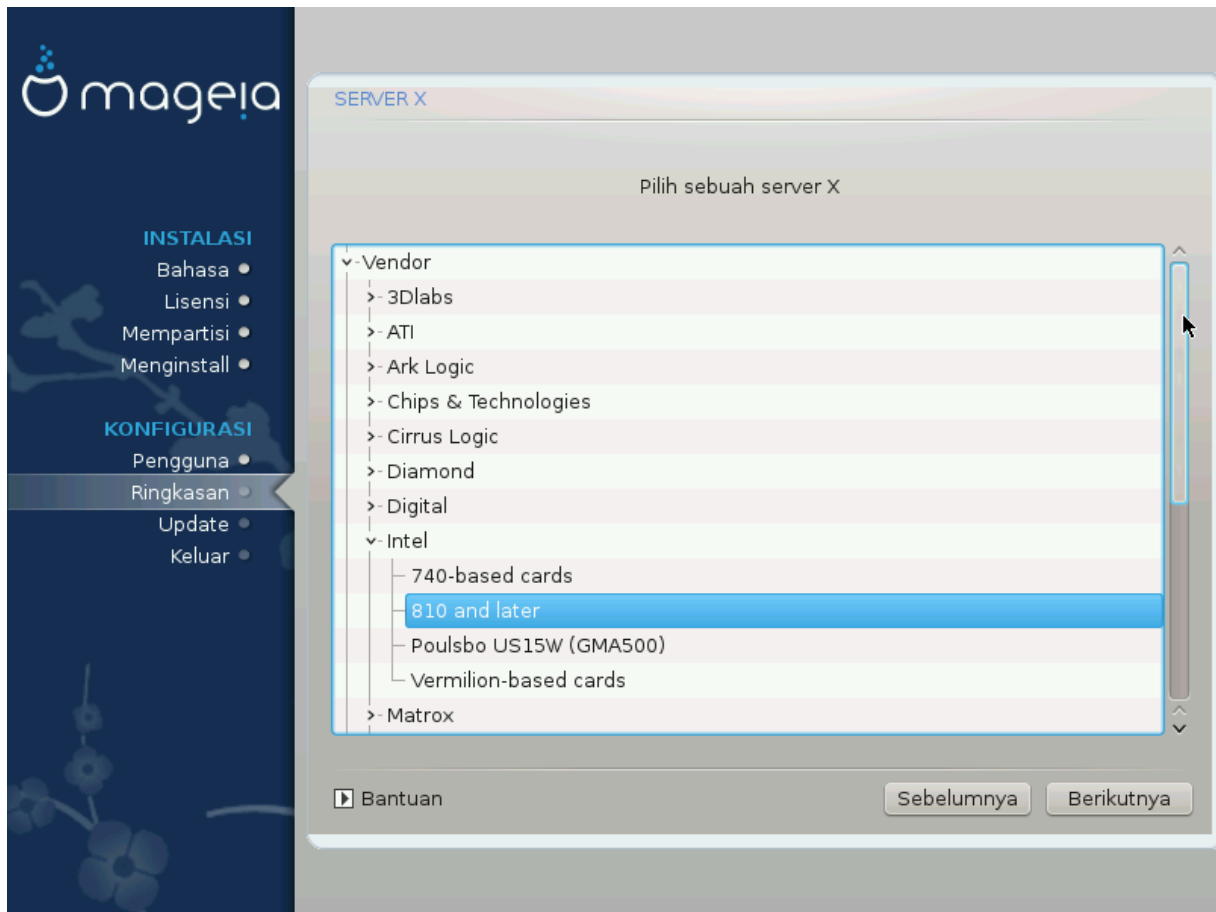 mageia
INSTALASI
Bahasa
Lisensi
Mempartisi
Menginstall
KONFIGURASI
Pengguna
Ringkasan
Update
Keluar
SERVER X
Pilih sebuah server X
Vendor
3Dlabs
ATI
Ark Logic
Chips & Technologies
Cirrus Logic
Diamond
Digital
Intel
740-based cards
810 and later
Poulsbo US15W (GMA500)
Vermilion-based cards
Matrox
Bantuan
Sebelumnya
Berikutnya